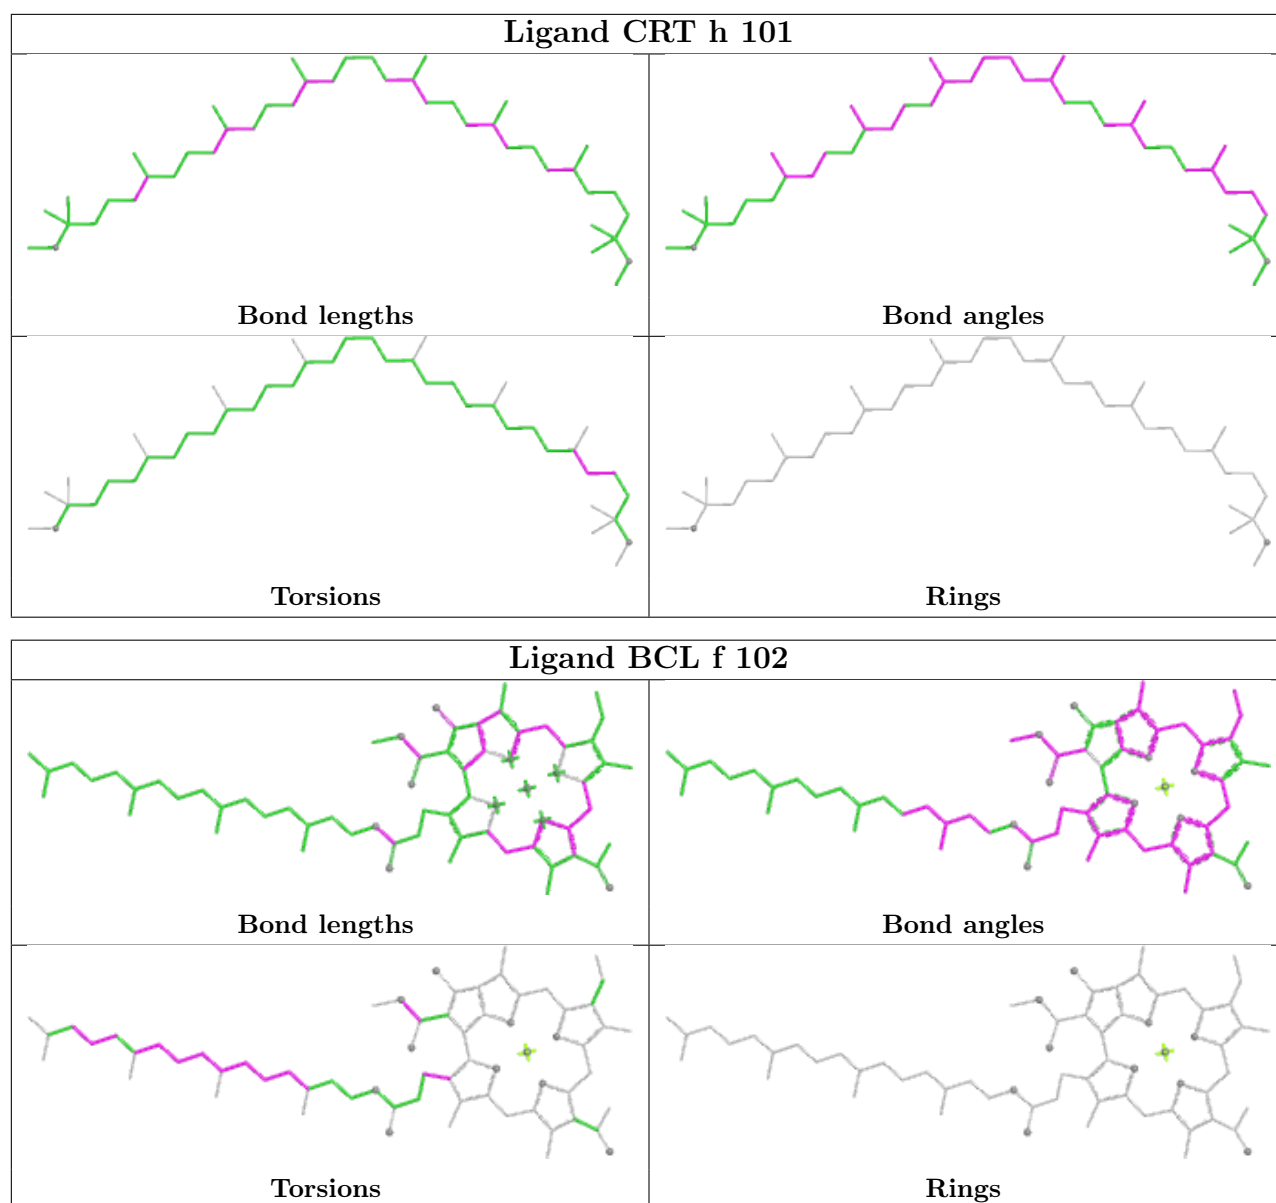 Ligand CRT h 101
Bond lengths
Bond angles
Torsions
Rings
Ligand BCL f 102
Bond lengths
Bond angles
Torsions
Rings